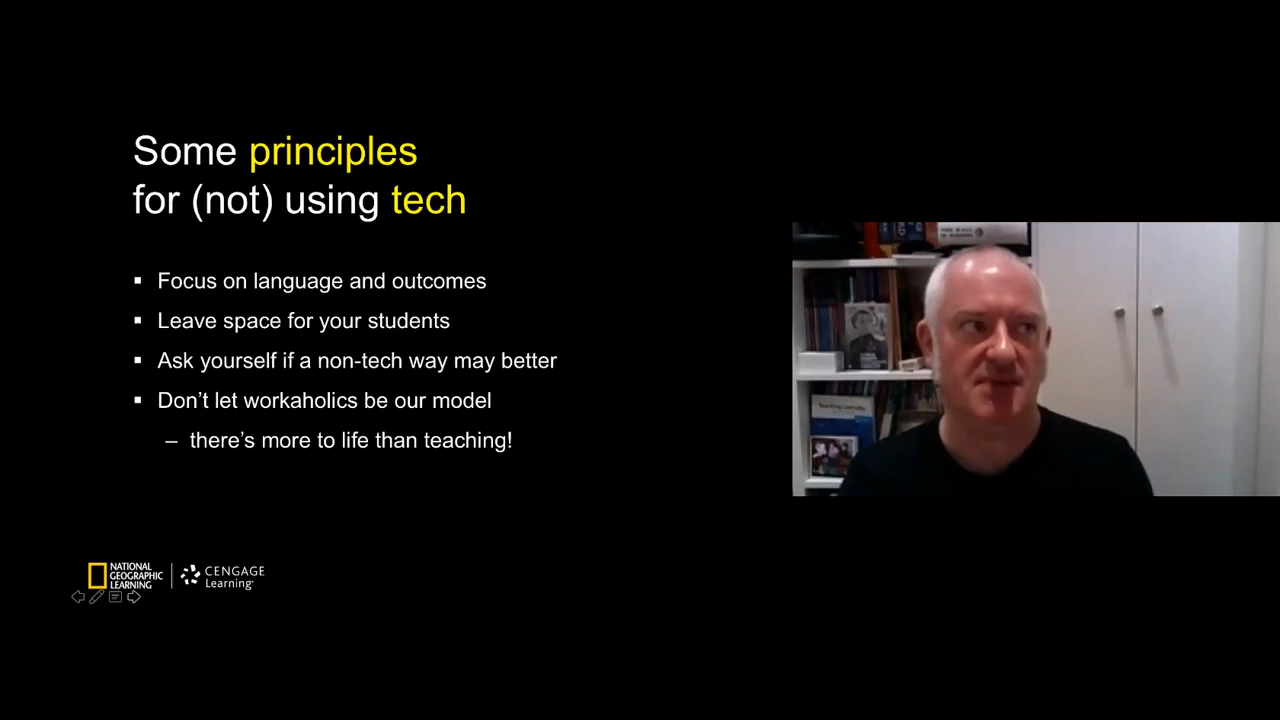 Some principles
for (not) using tech
▪ Focus on language and outcomes
▪ Leave space for your students
▪ Ask yourself if a non-tech way may better
▪ Don’t let workaholics be our model
– there’s more to life than teaching!
NATIONAL
GEOGRAPHIC
LEARNING
CENGAGE
Learning